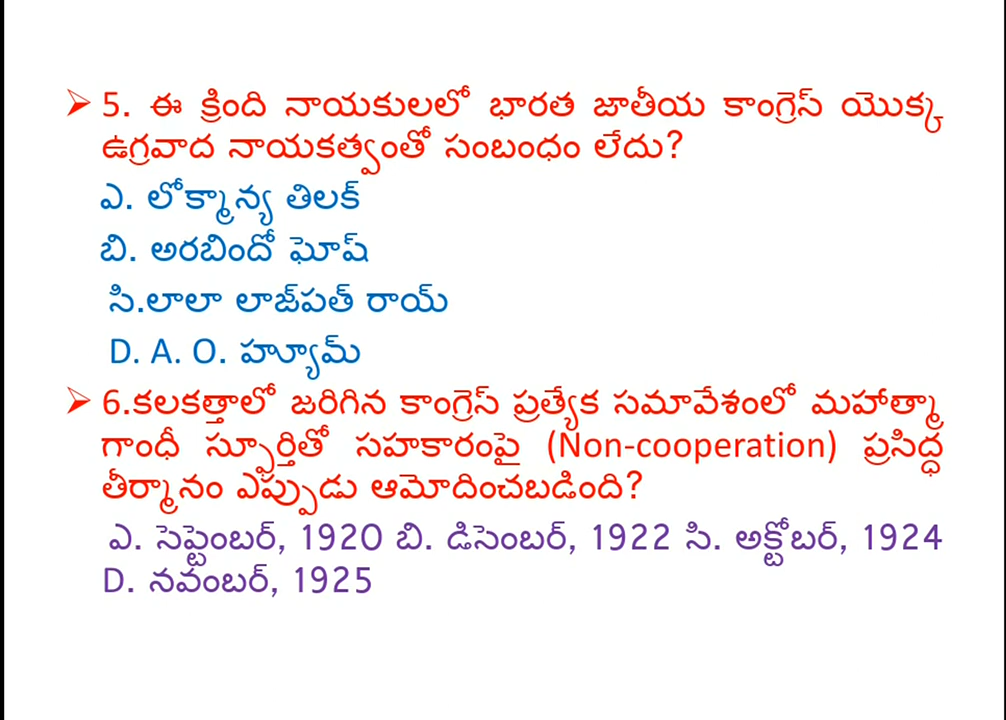 ➢ 5. ఈ క్రింది నాయకులలో భారత జాతీయ కాంగ్రెస్ యొక్క
ఉగ్రవాద నాయకత్వంతో సంబంధం లేదు?
ఎ. లోక్మాన్య తిలక్
బి. అరబిందో ఘోష్
సి.లాలా లాజ్‌పత్ రాయ్
D. A. O. హ్యూమ్
➢ 6.కలకత్తాలో జరిగిన కాంగ్రెస్ ప్రత్యేక సమావేశంలో మహాత్మా
గాంధీ స్ఫూర్తితో సహకారంపై (Non-cooperation) ప్రసిద్ధ
తీర్మానం ఎప్పుడు ఆమోదించబడింది?
ఎ. సెప్టెంబర్, 1920 బి. డిసెంబర్, 1922 సి. అక్టోబర్, 1924
D. నవంబర్, 1925